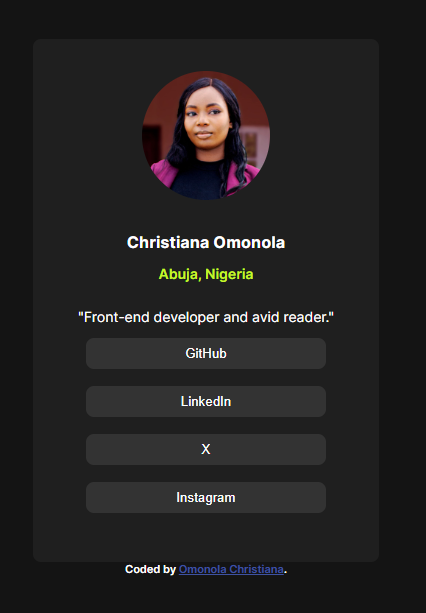 Christiana Omonola
Abuja, Nigeria
"Front-end developer and avid reader."
GitHub
LinkedIn
X
Instagram
Coded by Omonola Christiana.